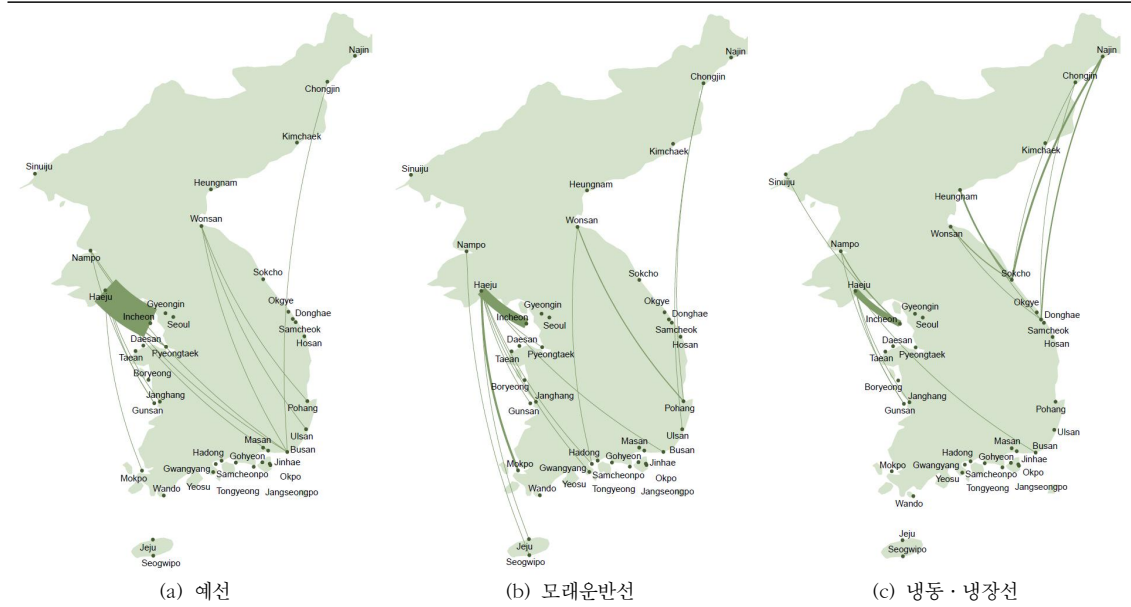 Najin
Chongjin
Kimchaek
Sinuiju
Heungnam
Wonsan
Nampo
Sokcho
Haeju
Gyeongin
Okgye
Donghae
Incheon
Seoul
Samcheok
Daesan
Hosan
Taean
Pyeongtaek
Boryeong
Janghang
Gunsan
Pohang
Ulsan
Masan
Busan
Hadong
Gohyeon
Jinhae
Gwangyang
Samcheonpo
Okpo
Mokpo
Yeosu
Tongyeong
Jangseongpo
Wando
Jeju
Seogwipo
(a) 예선
Najin
Chongjin
Kimchaek
Sinuiju
Heungnam
Wonsan
Nampo
Sokcho
Haeju
Gyeongin
Okgye
Donghae
Incheon
Seoul
Samcheok
Daesan
Hosan
Taean
Pyeongtaek
Boryeong
Janghang
Gunsan
Pohang
Ulsan
Masan
Busan
Hadong
Gohyeon
Jinhae
Gwangyang
Samcheonpo
Okpo
Mokpo
Yeosu
Tongyeong
Jangseongpo
Wando
Jeju
Seogwipo
(b) 모래운반선
Najin
Chongjin
Kimchaek
Sinuiju
Heungnam
Wonsan
Nampo
Sokcho
Haeju
Gyeongin
Okgye
Donghae
Incheon
Seoul
Samcheok
Daesan
Hosan
Taean
Pyeongtaek
Boryeong
Janghang
Gunsan
Pohang
Ulsan
Masan
Busan
Hadong
Gohyeon
Jinhae
Gwangyang
Samcheonpo
Okpo
Mokpo
Yeosu
Tongyeong
Jangseongpo
Wando
Jeju
Seogwipo
(c) 냉동 · 냉장선